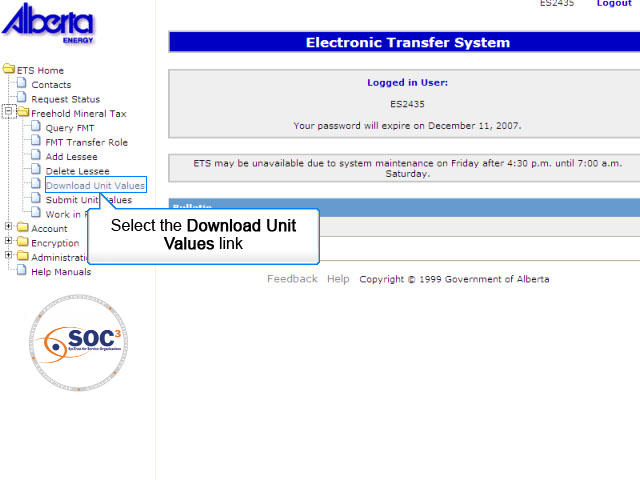 ES2435 Logout
Alberta
ENERGY
Electronic Transfer System
ETS Home
Contacts
Request Status
Freehold Mineral Tax
Query FMT
FMT Transfer Role
Add Lessee
Delete Lessee
Download Unit Values
Submit Unit Values
Work in
Account
Encryption
Help Manuals
Logged in User:
ES2435
Your password will expire on December 11, 2007.
ETS may be unavailable due to system maintenance on Friday after 4:30 p.m. until 7:00 a.m.
Saturday.
Bulletin
Select the Download Unit
Values link
Feedback Help Copyright © 1999 Government of Alberta
SOC3